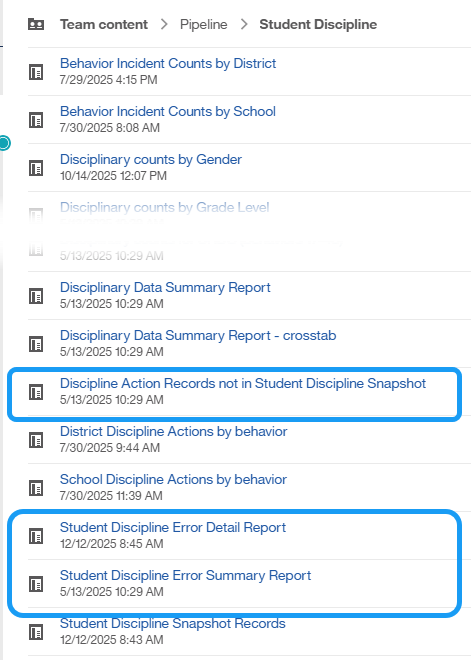 Team content > Pipeline > Student Discipline
Behavior Incident Counts by District
7/29/2025 4:15 PM
Behavior Incident Counts by School
7/30/2025 8:08 AM
Disciplinary counts by Gender
10/14/2025 12:07 PM
Disciplinary counts by Grade Level
5/13/2025 10:29 AM
Disciplinary Data Summary Report
5/13/2025 10:29 AM
Disciplinary Data Summary Report - crosstab
5/13/2025 10:29 AM
Discipline Action Records not in Student Discipline Snapshot
5/13/2025 10:29 AM
District Discipline Actions by behavior
7/30/2025 9:44 AM
School Discipline Actions by behavior
7/30/2025 11:39 AM
Student Discipline Error Detail Report
12/12/2025 8:45 AM
Student Discipline Error Summary Report
5/13/2025 10:29 AM
Student Discipline Snapshot Records
12/12/2025 8:43 AM